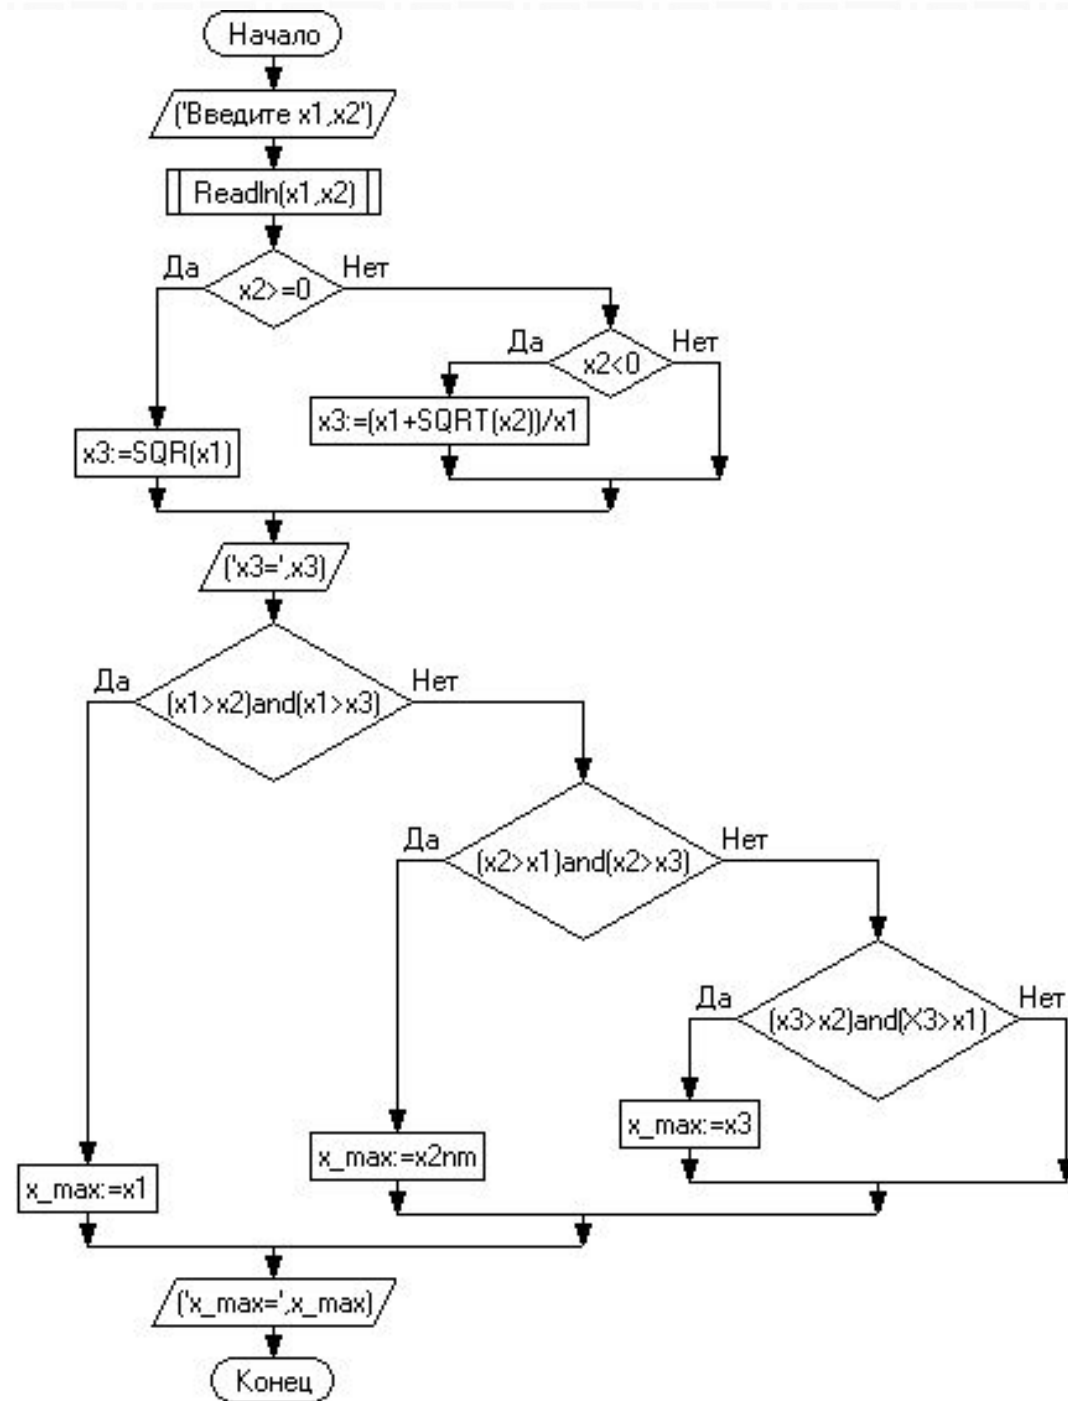 Начало
('Введите x1,x2')
Readln(x1,x2)
Да
Нет
x2>=0
Да
Нет
x2<0
x3:=(x1+SQRT(x2))/x1
x3:=SQR(x1)
('x3=',x3)
Да
Нет
(x1>x2)and(x1>x3)
Да
Нет
(x2>x1)and(x2>x3)
Да
Нет
(x3>x2)and(X3>x1)
x_max:=x3
x_max:=x2nm
x_max:=x1
('x_max=',x_max)
Конец